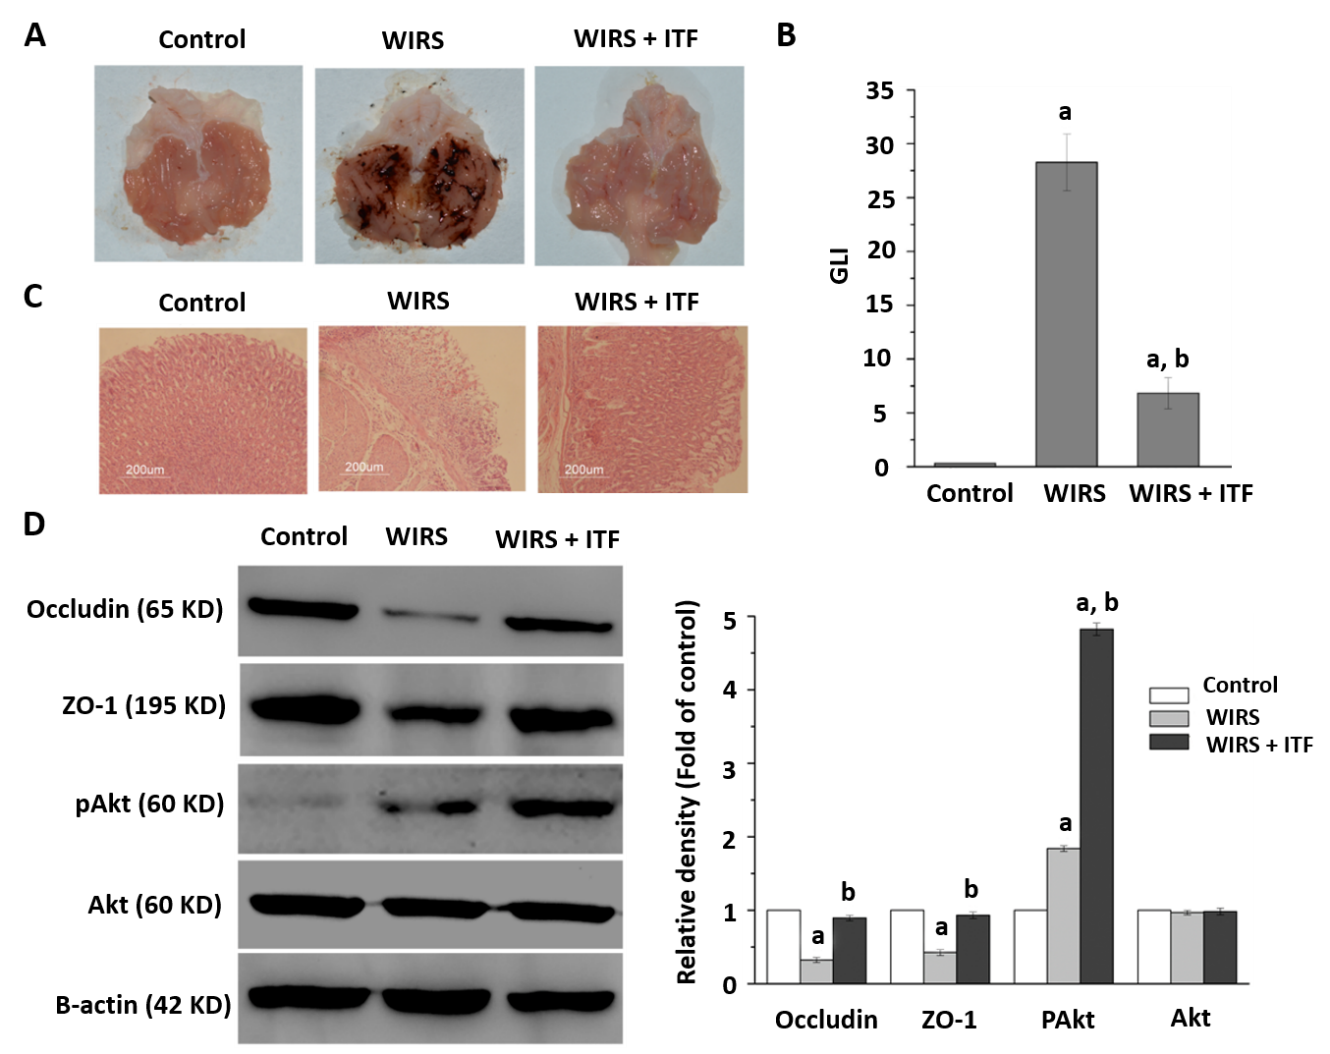 A
Control
WIRS
WIRS + ITF
B
35
30
25
20
15
10
5
0
GLI
a
a, b
Control
WIRS
WIRS + ITF
C
Control
WIRS
WIRS + ITF
200um
200um
200um
D
Control
WIRS
WIRS + ITF
Occludin (65 KD)
ZO-1 (195 KD)
pAkt (60 KD)
Akt (60 KD)
B-actin (42 KD)
Relative density (Fold of control)
5
4
3
2
1
0
a
b
a
b
a
a, b
Occludin
ZO-1
PAkt
Akt
Control
WIRS
WIRS + ITF